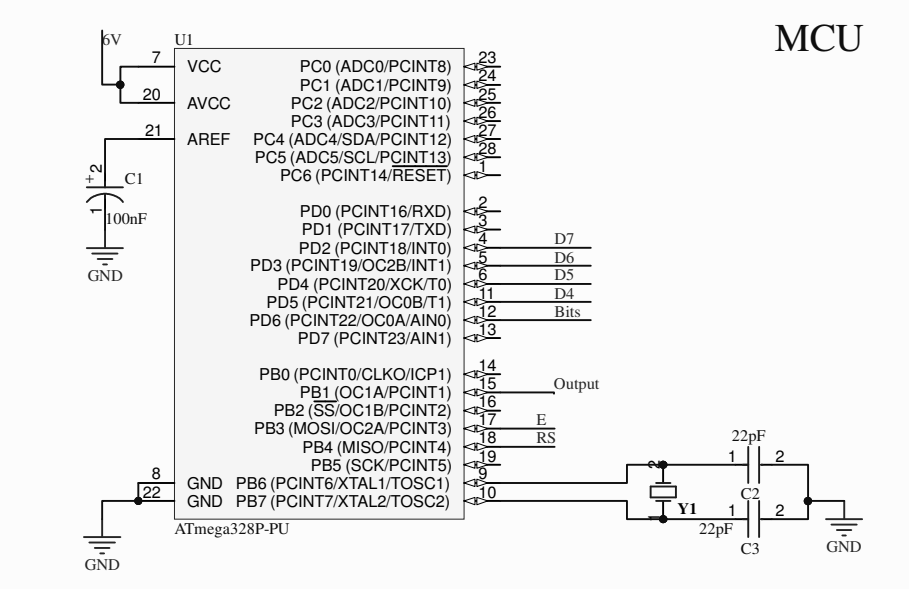 MCU
6V
U1
7 VCC PC0 (ADC0/PCINT8) 23
PC1 (ADC1/PCINT9) 24
20 AVCC PC2 (ADC2/PCINT10) 25
PC3 (ADC3/PCINT11) 26
21 AREF PC4 (ADC4/SDA/PCINT12) 27
PC5 (ADC5/SCL/PCINT13) 28
PC6 (PCINT14/RESET) 1
+ 2
C1
1
100nF
GND
PD0 (PCINT16/RXD) 2
PD1 (PCINT17/TXD) 3
PD2 (PCINT18/INT0) 4 D7
PD3 (PCINT19/OC2B/INT1) 5 D6
PD4 (PCINT20/XCK/T0) 6 D5
PD5 (PCINT21/OC0B/T1) 11 D4
PD6 (PCINT22/OC0A/AIN0) 12 Bits
PD7 (PCINT23/AIN1) 13
PB0 (PCINT0/CLKO/ICP1) 14
PB1 (OC1A/PCINT1) 15 Output
PB2 (SS/OC1B/PCINT2) 16
PB3 (MOSI/OC2A/PCINT3) 17 E
PB4 (MISO/PCINT4) 18 RS
PB5 (SCK/PCINT5) 19
8 GND PB6 (PCINT6/XTAL1/TOSC1) 9
22 GND PB7 (PCINT7/XTAL2/TOSC2) 10
ATmega328P-PU
GND
22pF
2 1 2
C2
Y1
1 1 2
22pF
C3
GND